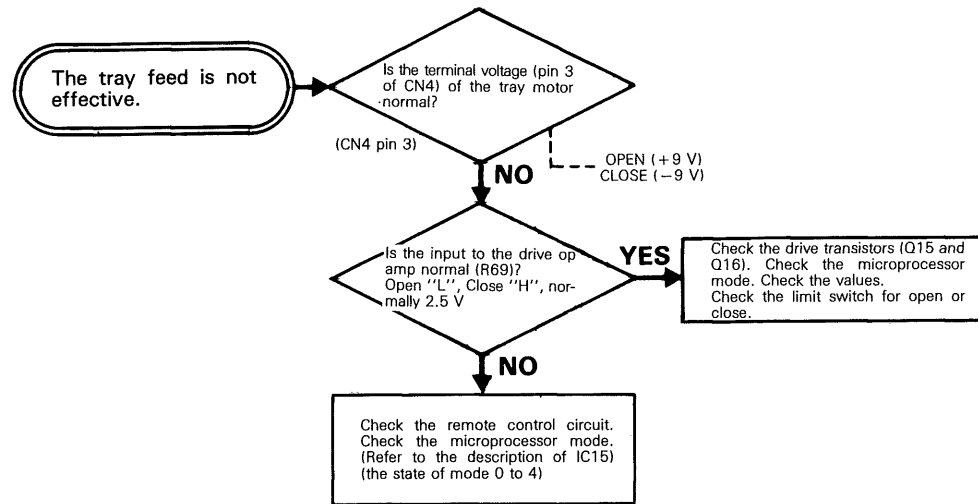 The tray feed is not
effective.
Is the terminal voltage (pin 3
of CN4) of the tray motor
normal?
(CN4 pin 3)
OPEN (+9 V)
CLOSE (−9 V)
NO
Is the input to the drive op
amp normal (R69)?
Open "L", Close "H", nor-
mally 2.5 V
YES
Check the drive transistors (Q15 and
Q16). Check the microprocessor
mode. Check the values.
Check the limit switch for open or
close.
NO
Check the remote control circuit.
Check the microprocessor mode.
(Refer to the description of IC15)
(the state of mode 0 to 4)